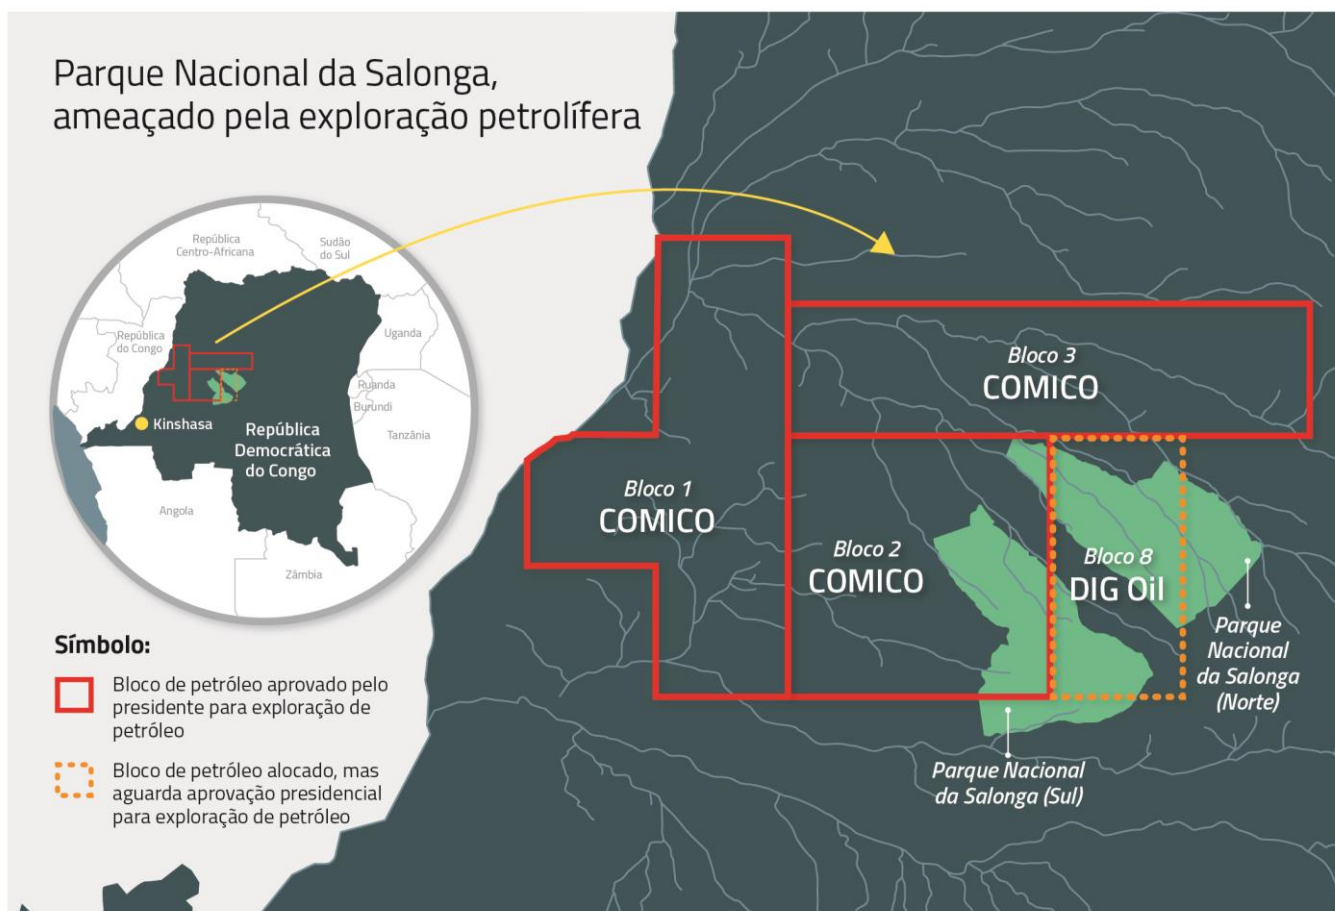 Parque Nacional da Salonga,
ameaçado pela exploração petrolífera
República
Centro-Africana
Sudão
do Sul
República
do Congo
Uganda
Ruanda
Burundi
Tanzânia
Kinshasa
República
Democrática
do Congo
Angola
Zâmbia
Símbolo:
Bloco de petróleo aprovado pelo
presidente para exploração de
petróleo
Bloco de petróleo alocado, mas
aguarda aprovação presidencial
para exploração de petróleo
Bloco 3
COMICO
Bloco 1
COMICO
Bloco 2
COMICO
Bloco 8
DIG Oil
Parque
Nacional
da Salonga
(Norte)
Parque Nacional
da Salonga (Sul)